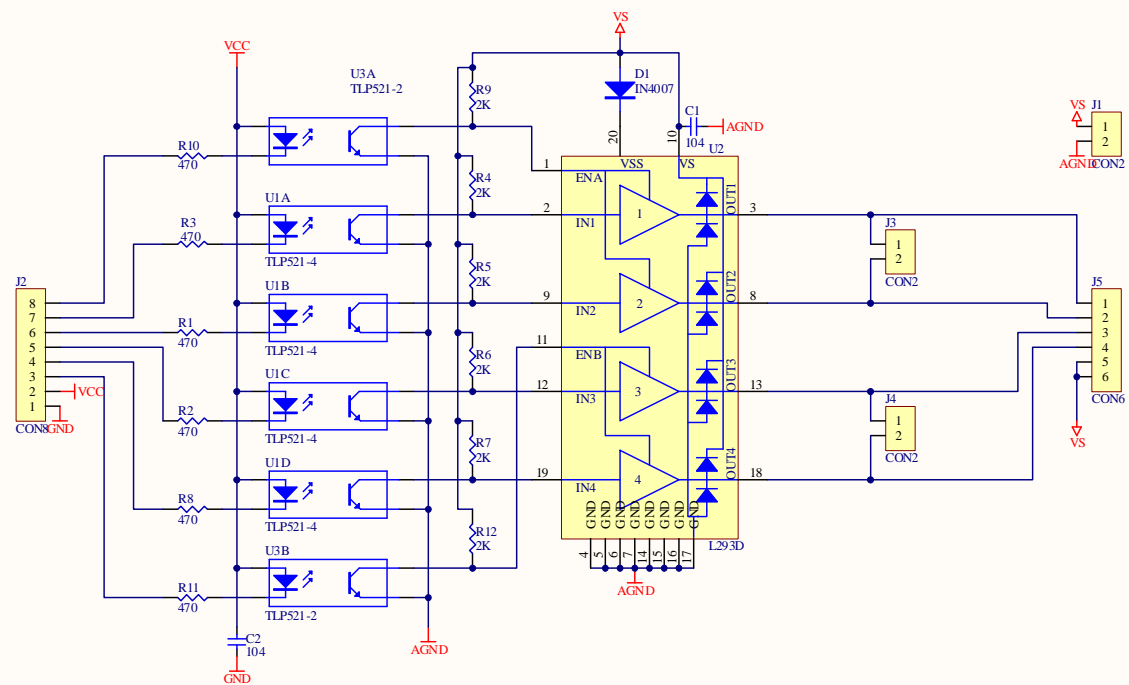 VS
VCC
U3A
TLP521-2
D1
IN4007
R9
2K
C1
104
AGND
20
10
U2
VS
J1
1
2
AGND
CON2
R10
470
1
VSS
VS
ENA
R4
2K
U1A
TLP521-4
R3
470
2
IN1
1
OUT1
3
J3
1
2
CON2
R5
2K
J2
8
7
6
5
4
3
2
1
VCC
GND
CON8
U1B
TLP521-4
R1
470
9
IN2
2
OUT2
8
J5
1
2
3
4
5
6
CON6
VS
11
ENB
R6
2K
U1C
TLP521-4
R2
470
12
IN3
3
OUT3
13
J4
1
2
CON2
R7
2K
U1D
TLP521-4
R8
470
19
IN4
4
OUT4
18
GND
GND
GND
GND
GND
GND
GND
GND
R12
2K
L293D
4
5
6
7
14
15
16
17
AGND
U3B
TLP521-2
R11
470
C2
104
GND
AGND